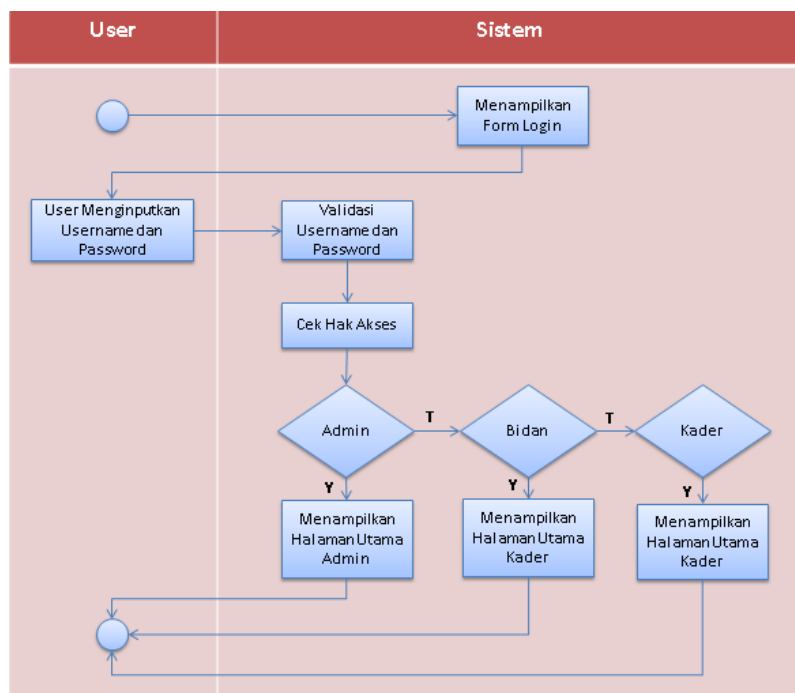 User
Sistem
Menampilkan
Form Login
User Menginputkan
Username dan
Password
Validasi
Username dan
Password
Cek Hak Akses
Admin
T
Bidan
T
Kader
Y
Y
Y
Menampilkan
Halaman Utama
Admin
Menampilkan
Halaman Utama
Kader
Menampilkan
Halaman Utama
Kader